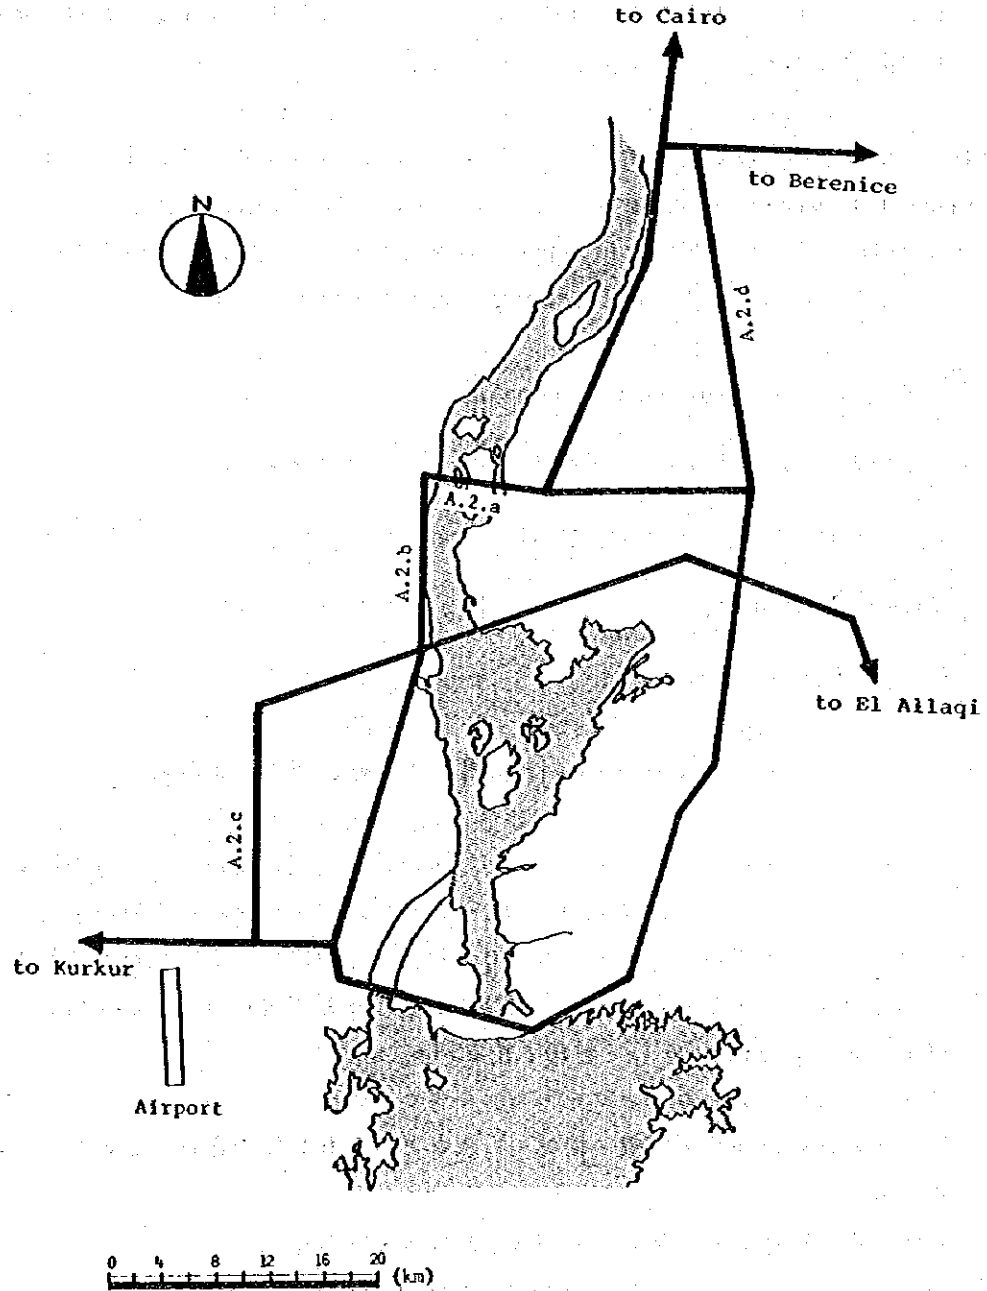 to Cairo
to Berenice
N
A.2.d
A.2.a
A.2.b
to El Allaqi
A.2.c
to Kurkur
Airport
0 4 8 12 16 20 (km)